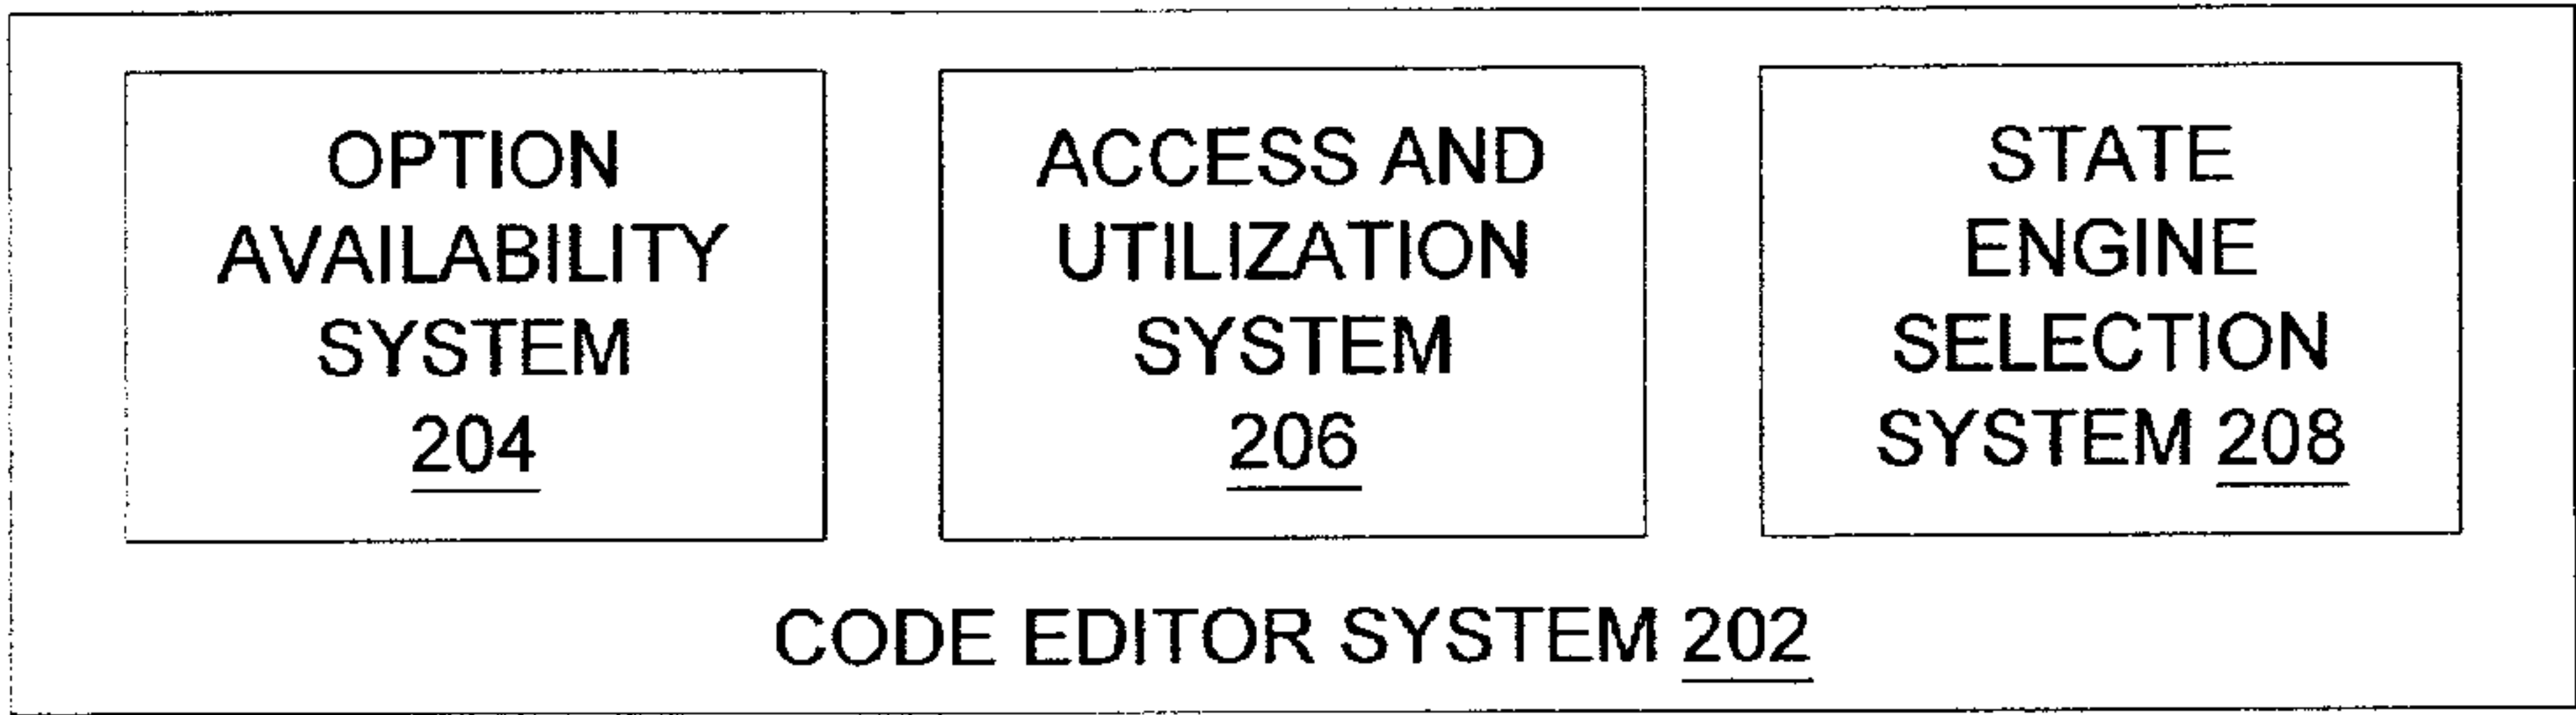 OPTION
AVAILABILITY
SYSTEM
204
ACCESS AND
UTILIZATION
SYSTEM
206
STATE
ENGINE
SELECTION
SYSTEM 208
CODE EDITOR SYSTEM 202